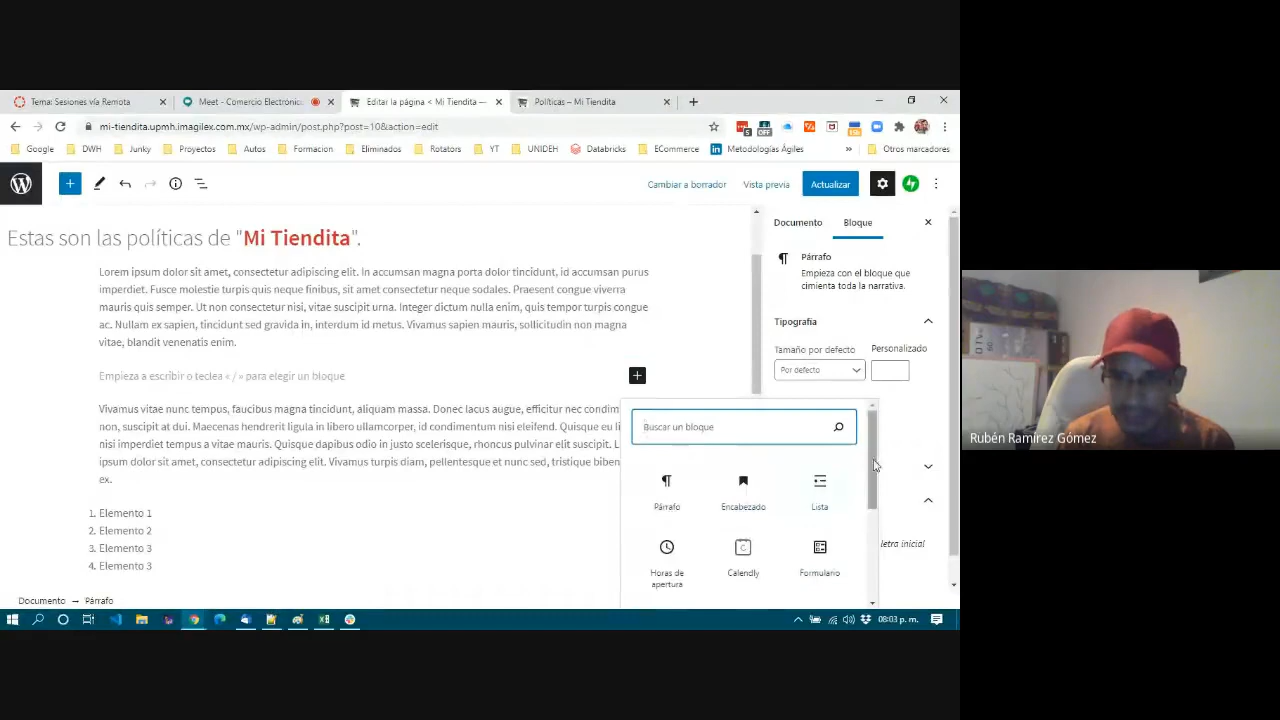 Tema: Sesiones vía Remota
Meet - Comercio Electrónic
Editar la página < Mi Tiendita —
Políticas – Mi Tiendita
mi-tiendita.upmh.imagilex.com.mx/wp-admin/post.php?post=10&action=edit
5
OFF
Google
DWH
Junky
Proyectos
Autos
Formacion
Eliminados
Rotators
YT
UNIDEH
Databricks
ECommerce
Metodologías Ágiles
»
Otros marcadores
Cambiar a borrador
Vista previa
Actualizar
Estas son las políticas de "Mi Tiendita".
Lorem ipsum dolor sit amet, consectetur adipiscing elit. In accumsan magna porta dolor tincidunt, id accumsan purus
imperdiet. Fusce molestie turpis quis neque finibus, sit amet consectetur neque sodales. Praesent congue viverra
mauris quis semper. Ut non consectetur nisi, vitae suscipit urna. Integer dictum nulla enim, quis tempor turpis congue
ac. Nullam ex sapien, tincidunt sed gravida in, interdum id metus. Vivamus sapien mauris, sollicitudin non magna
vitae, blandit venenatis enim.
Empieza a escribir o teclea « / » para elegir un bloque
Vivamus vitae nunc tempus, faucibus magna tincidunt, aliquam massa. Donec lacus augue, efficitur nec condim
non, suscipit at dui. Maecenas hendrerit ligula in libero ullamcorper, id condimentum nisi eleifend. Quisque eu li
nisi imperdiet tempus a vitae mauris. Quisque dapibus odio in justo scelerisque, rhoncus pulvinar elit suscipit. L
ipsum dolor sit amet, consectetur adipiscing elit. Vivamus turpis diam, pellentesque et nunc sed, tristique biben
ex.
1. Elemento 1
2. Elemento 2
3. Elemento 3
4. Elemento 3
Documento → Párrafo
Documento
Bloque
Párrafo
Empieza con el bloque que
cimienta toda la narrativa.
Tipografía
Tamaño por defecto
Personalizado
Por defecto
Buscar un bloque
Párrafo
Encabezado
Lista
Horas de
apertura
Calendly
Formulario
letra inicial
08:03 p. m.
Rubén Ramírez Gómez